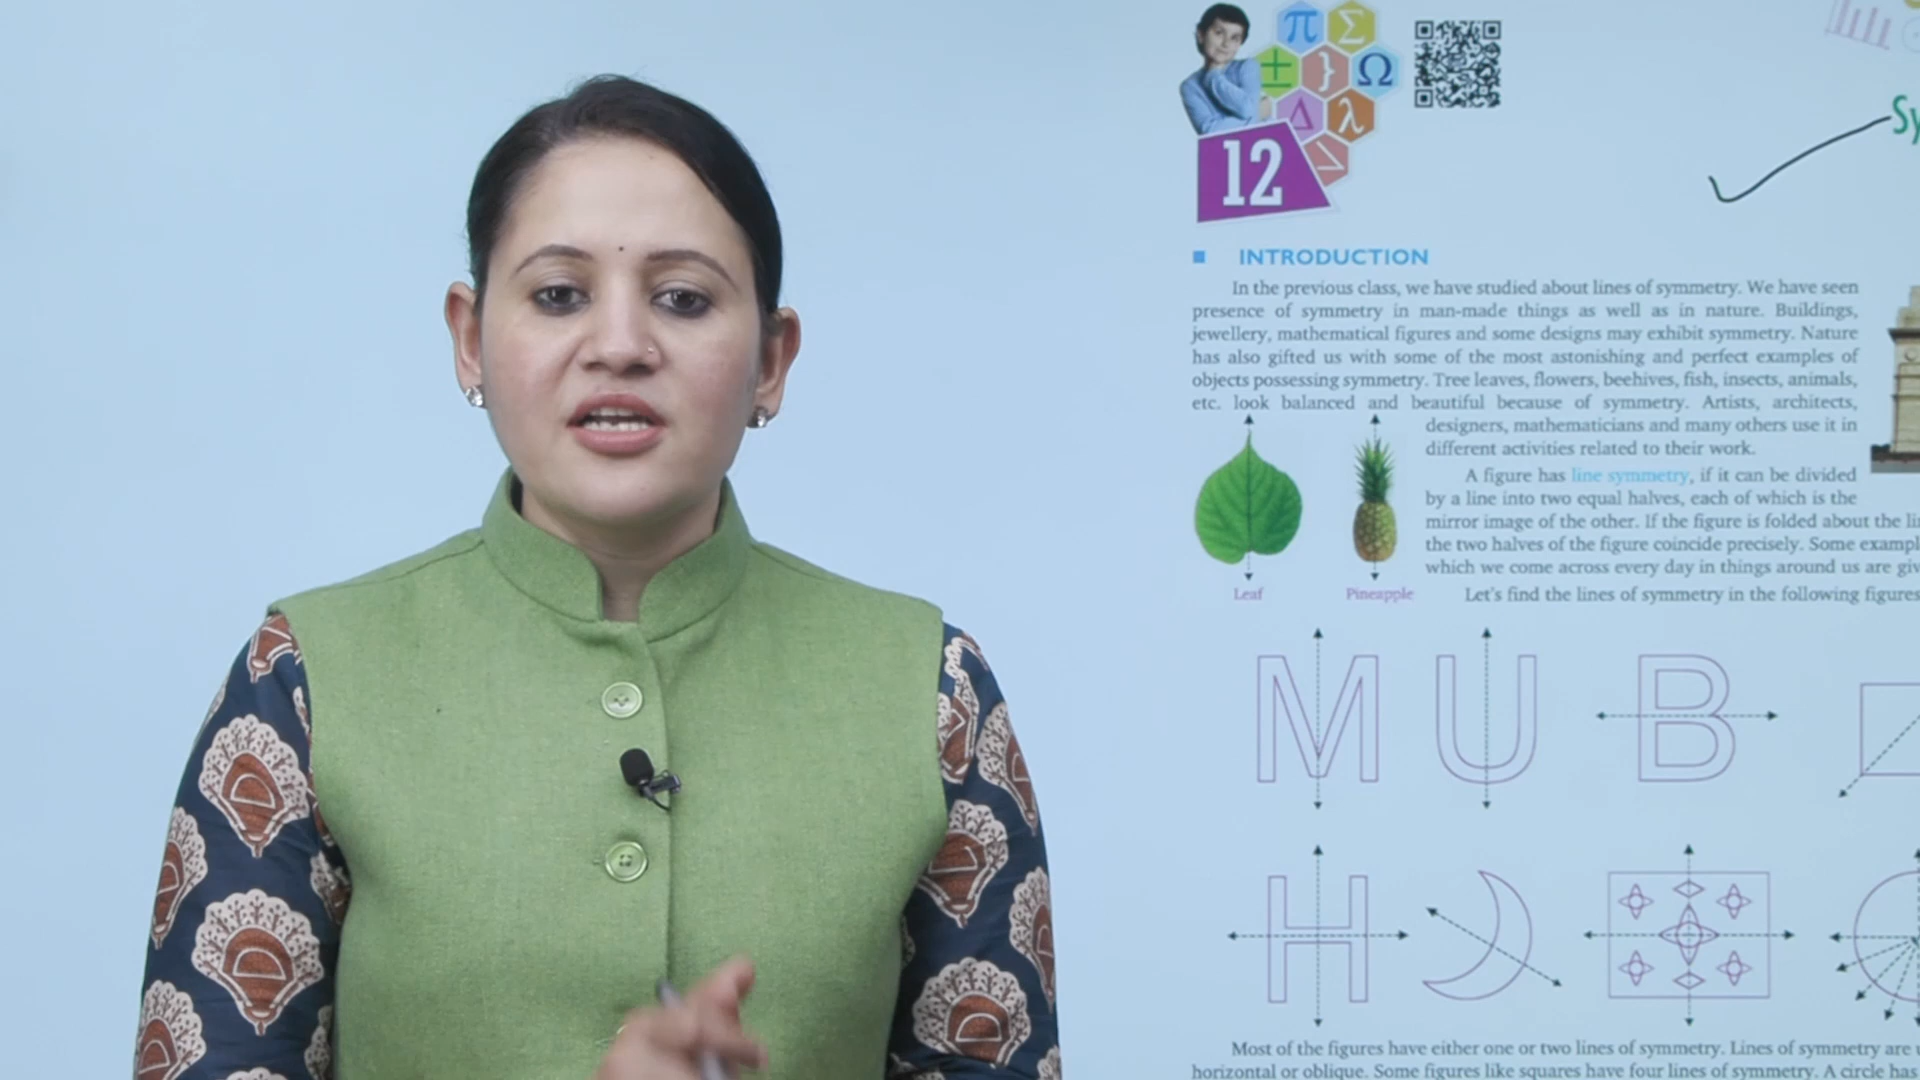 π Σ
± } Ω
Δ λ
12
Sy
INTRODUCTION
In the previous class, we have studied about lines of symmetry. We have seen
presence of symmetry in man-made things as well as in nature. Buildings,
jewellery, mathematical figures and some designs may exhibit symmetry. Nature
has also gifted us with some of the most astonishing and perfect examples of
objects possessing symmetry. Tree leaves, flowers, beehives, fish, insects, animals,
etc. look balanced and beautiful because of symmetry. Artists, architects,
designers, mathematicians and many others use it in
different activities related to their work.
A figure has line symmetry, if it can be divided
by a line into two equal halves, each of which is the
mirror image of the other. If the figure is folded about the li
the two halves of the figure coincide precisely. Some exampl
which we come across every day in things around us are giv
Leaf Pineapple Let's find the lines of symmetry in the following figures
M U B
H
Most of the figures have either one or two lines of symmetry. Lines of symmetry are
horizontal or oblique. Some figures like squares have four lines of symmetry. A circle has